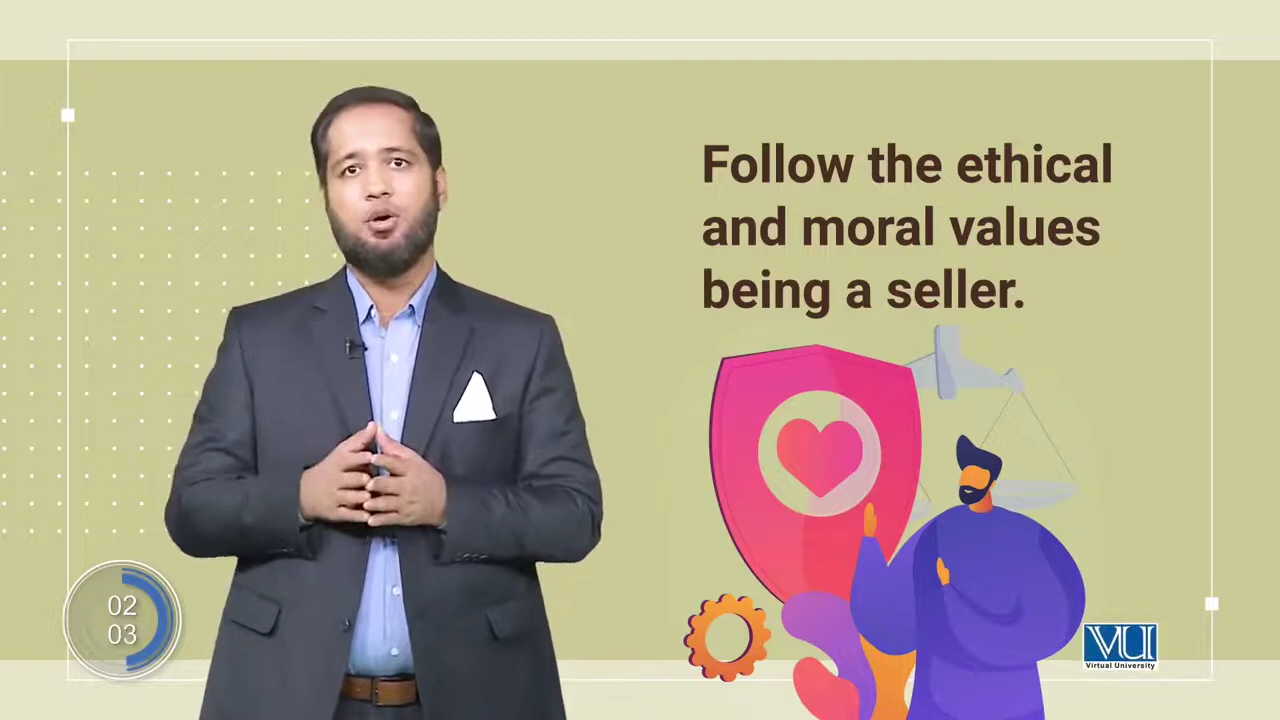 Follow the ethical
and moral values
being a seller.
02
03
VU
Virtual University